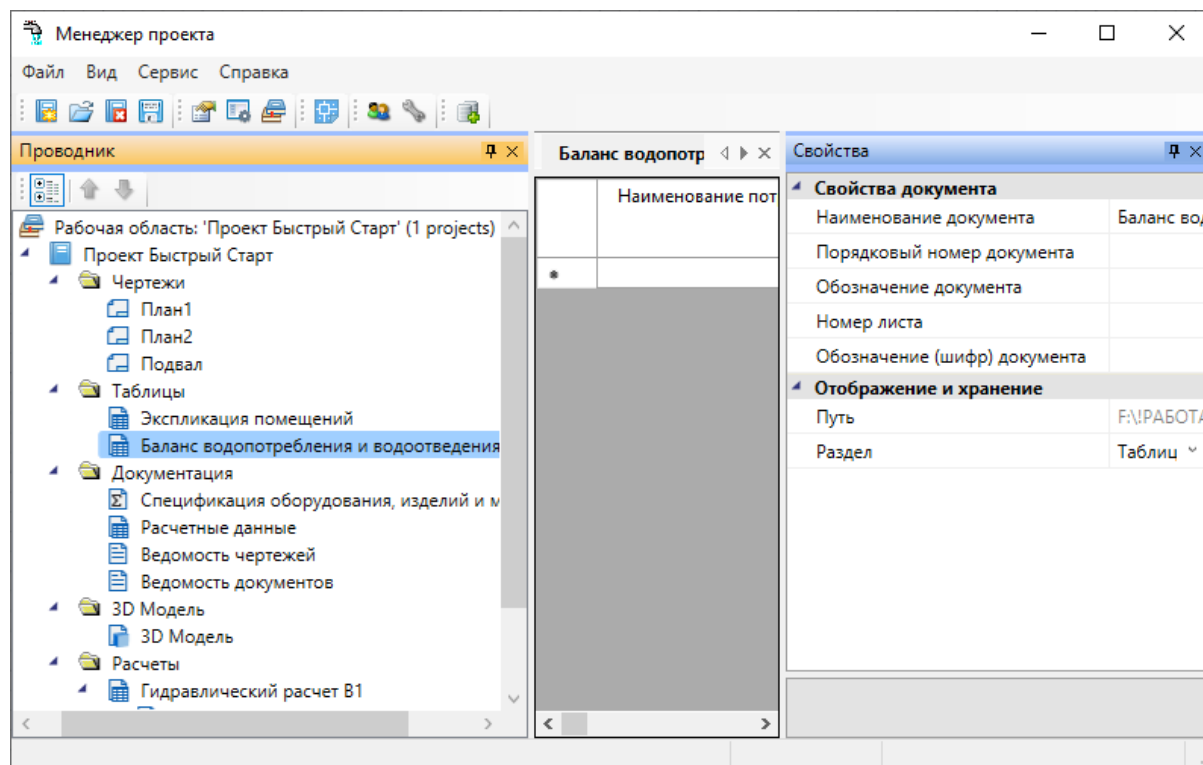 Менеджер проекта
Файл Вид Сервис Справка
Проводник
Рабочая область: 'Проект Быстрый Старт' (1 projects)
Проект Быстрый Старт
Чертежи
План1
План2
Подвал
Таблицы
Экспликация помещений
Баланс водопотребления и водоотведения
Документация
Спецификация оборудования, изделий и м
Расчетные данные
Ведомость чертежей
Ведомость документов
3D Модель
3D Модель
Расчеты
Гидравлический расчет В1
Баланс водопотр
Наименование пот
Свойства
Свойства документа
Наименование документа Баланс во
Порядковый номер документа
Обозначение документа
Номер листа
Обозначение (шифр) документа
Отображение и хранение
Путь F:\!РАБОТА
Раздел Таблиц